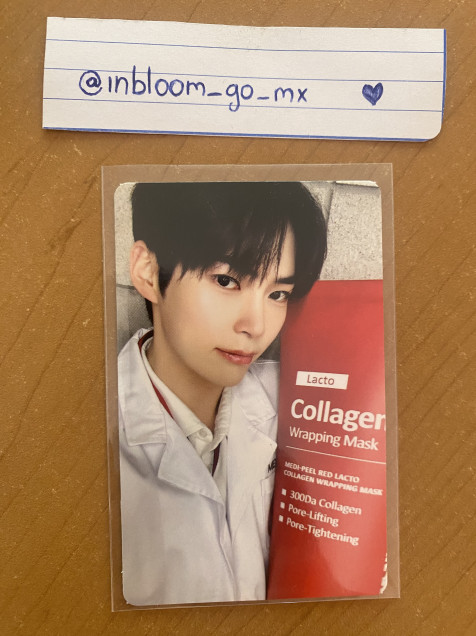 @inbloom_go_mx
Lacto
Collagen
Wrapping Mask
MEDI-PEEL RED LACTO
COLLAGEN WRAPPING MASK
300Da Collagen
Pore-Lifting
Pore-Tightening